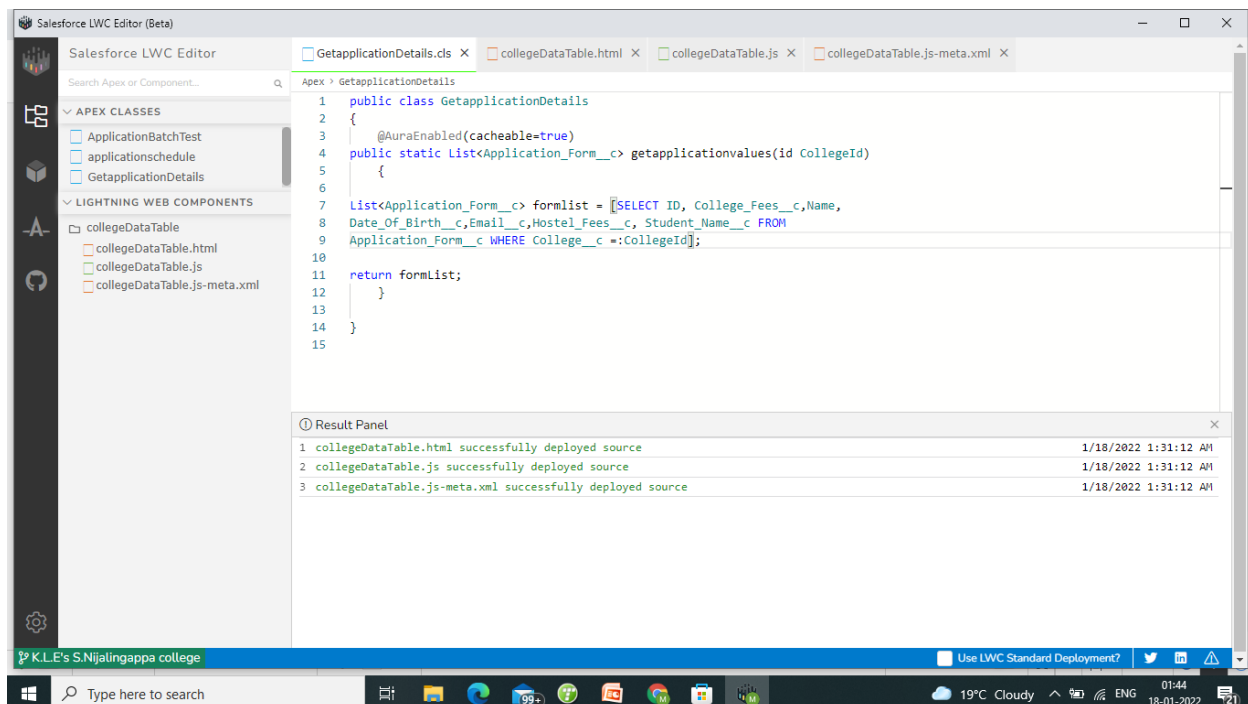 Salesforce LWC Editor (Beta)
Salesforce LWC Editor
Search Apex or Component...
APEX CLASSES
ApplicationBatchTest
applicationschedule
GetapplicationDetails
LIGHTNING WEB COMPONENTS
collegeDataTable
collegeDataTable.html
collegeDataTable.js
collegeDataTable.js-meta.xml
GetapplicationDetails.cls collegeDataTable.html collegeDataTable.js collegeDataTable.js-meta.xml
Apex > GetapplicationDetails
1 public class GetapplicationDetails
2 {
3 @AuraEnabled(cacheable=true)
4 public static List<Application_Form__c> getapplicationvalues(id CollegeId)
5 {
6
7 List<Application_Form__c> formlist = [SELECT ID, College_Fees__c,Name,
8 Date_Of_Birth__c,Email__c,Hostel_Fees__c, Student_Name__c FROM
9 Application_Form__c WHERE College__c =:CollegeId];
10
11 return formList;
12 }
13
14 }
15
Result Panel
1 collegeDataTable.html successfully deployed source 1/18/2022 1:31:12 AM
2 collegeDataTable.js successfully deployed source 1/18/2022 1:31:12 AM
3 collegeDataTable.js-meta.xml successfully deployed source 1/18/2022 1:31:12 AM
K.L.E's S.Nijalingappa college
Use LWC Standard Deployment?
Type here to search
99+
19°C Cloudy
ENG
01:44
18-01-2022
21